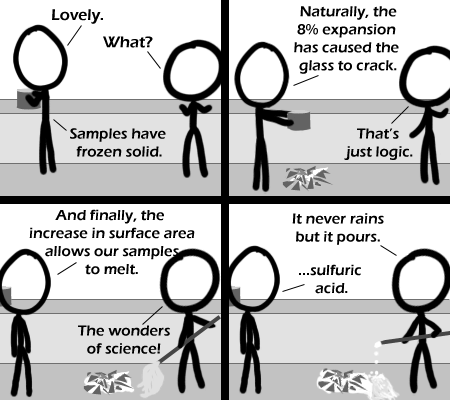 Lovely.
What?
Samples have
frozen solid.
Naturally, the
8% expansion
has caused the
glass to crack.
That's
just logic.
And finally, the
increase in surface area
allows our samples
to melt.
The wonders
of science!
It never rains
but it pours.
...sulfuric
acid.